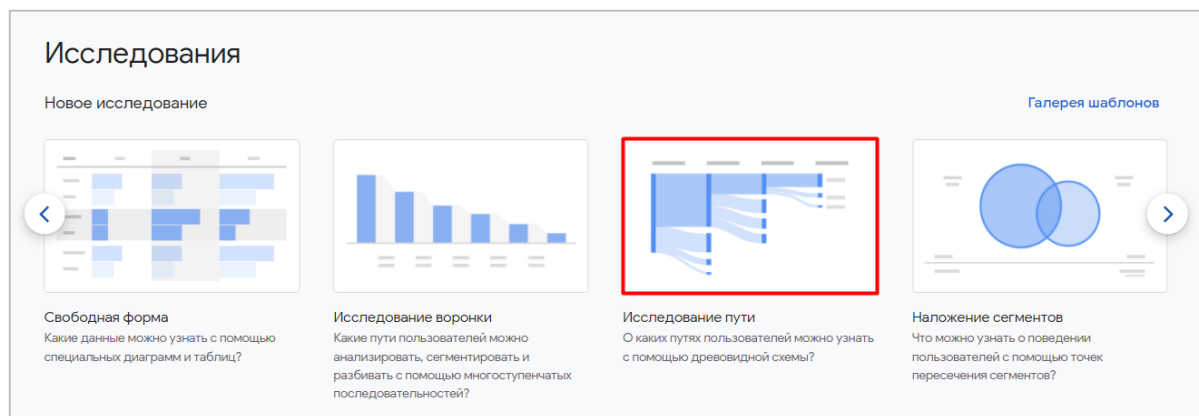 Исследования
Новое исследование
Галерея шаблонов
Свободная форма
Какие данные можно узнать с помощью
специальных диаграмм и таблиц?
Исследование воронки
Какие пути пользователей можно
анализировать, сегментировать и
разбивать с помощью многоступенчатых
последовательностей?
Исследование пути
О каких путях пользователей можно узнать
с помощью древовидной схемы?
Наложение сегментов
Что можно узнать о поведении
пользователей с помощью точек
пересечения сегментов?